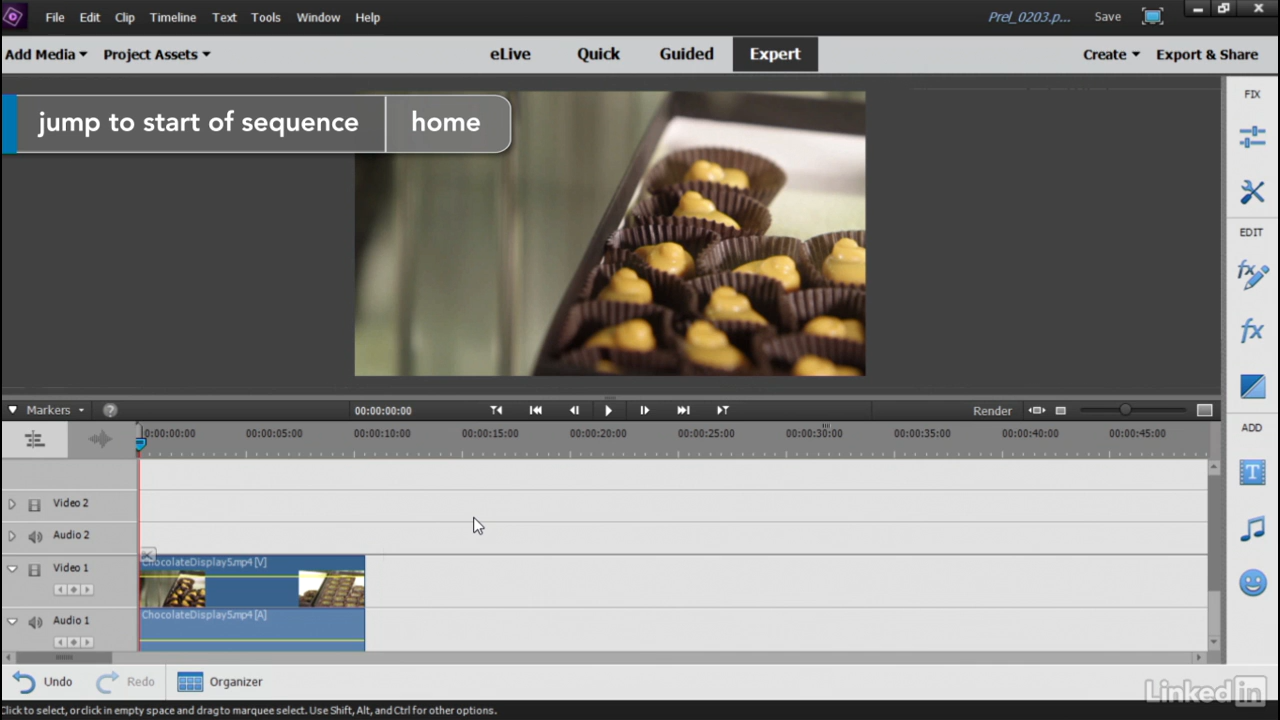 File Edit Clip Timeline Text Tools Window Help Prel_0203.p... Save
Add Media Project Assets eLive Quick Guided Expert Create Export & Share
jump to start of sequence home
FIX
EDIT
fx
fx
ADD
T
Markers ? 00:00:00:00 Render
0:00:00:00 00:00:05:00 00:00:10:00 00:00:15:00 00:00:20:00 00:00:25:00 00:00:30:00 00:00:35:00 00:00:40:00 00:00:45:00
Video 2
Audio 2
Video 1 ChocolateDisplay5.mp4 [V]
Audio 1 ChocolateDisplay5.mp4 [A]
Undo Redo Organizer
Linked in
Click to select, or click in empty space and drag to marquee select. Use Shift, Alt, and Ctrl for other options.